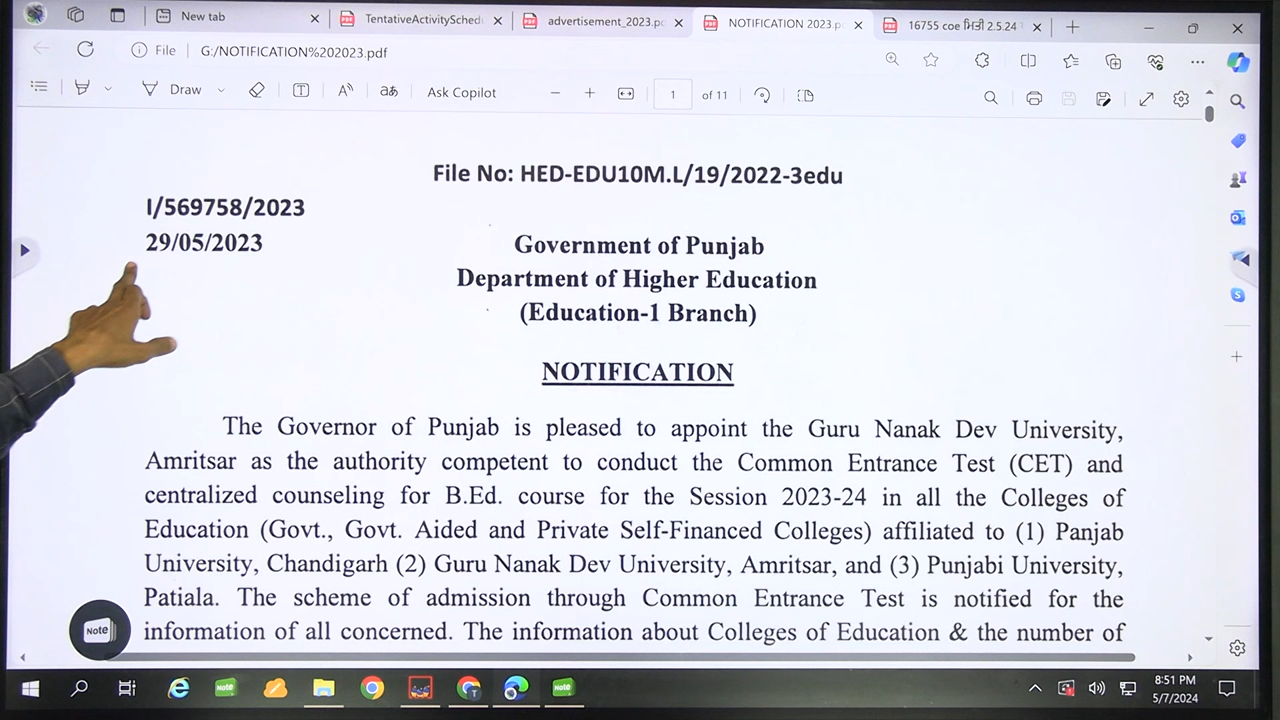 New tab
TentativeActivitySchedu
advertisement_2023.pd
NOTIFICATION 2023.p
16755 coe ਮਿਤੀ 2.5.24
File
G:/NOTIFICATION%202023.pdf
Draw
Ask Copilot
1 of 11
File No: HED-EDU10M.L/19/2022-3edu
I/569758/2023
29/05/2023
Government of Punjab
Department of Higher Education
(Education-1 Branch)
NOTIFICATION
The Governor of Punjab is pleased to appoint the Guru Nanak Dev University,
Amritsar as the authority competent to conduct the Common Entrance Test (CET) and
centralized counseling for B.Ed. course for the Session 2023-24 in all the Colleges of
Education (Govt., Govt. Aided and Private Self-Financed Colleges) affiliated to (1) Panjab
University, Chandigarh (2) Guru Nanak Dev University, Amritsar, and (3) Punjabi University,
Patiala. The scheme of admission through Common Entrance Test is notified for the
information of all concerned. The information about Colleges of Education & the number of
Note
Note
Note
8:51 PM
5/7/2024